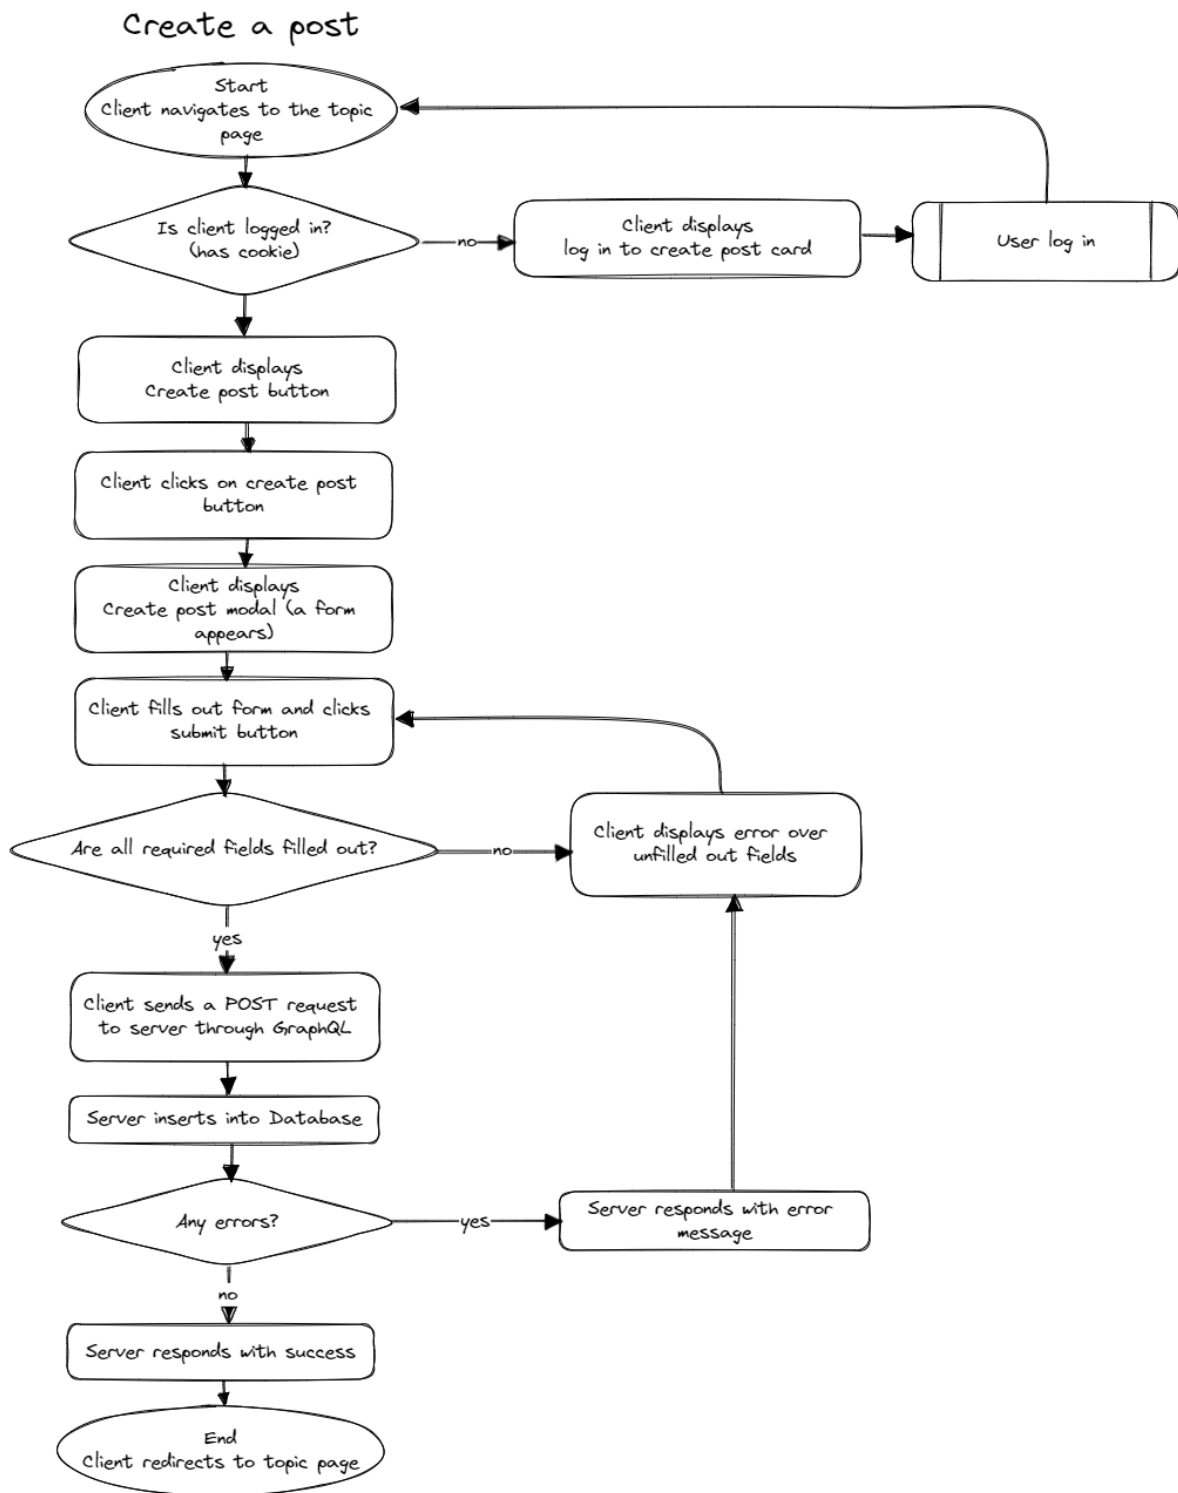 Create a post
Start
Client navigates to the topic
page
Is client logged in?
(has cookie)
no
Client displays
log in to create post card
User log in
Client displays
Create post button
Client clicks on create post
button
Client displays
Create post modal (a form
appears)
Client fills out form and clicks
submit button
Are all required fields filled out?
no
Client displays error over
unfilled out fields
yes
Client sends a POST request
to server through GraphQL
Server inserts into Database
Any errors?
yes
Server responds with error
message
no
Server responds with success
End
Client redirects to topic page